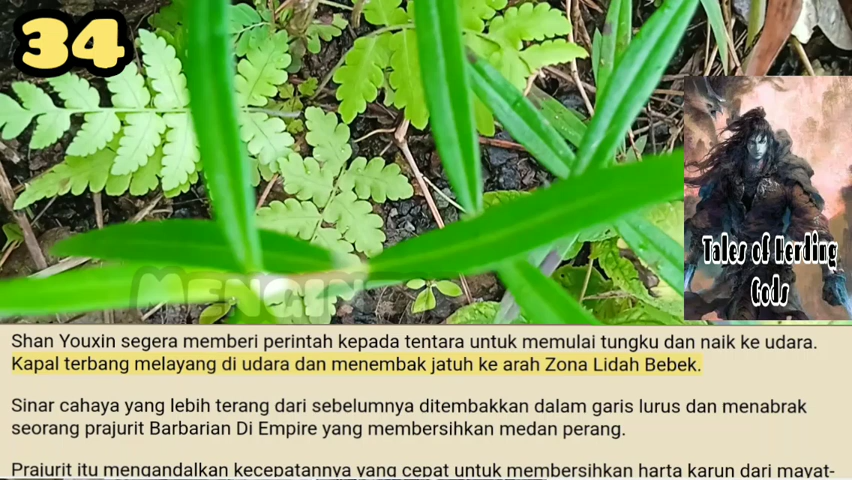 34
Tales of Herding
Gods
Shan Youxin segera memberi perintah kepada tentara untuk memulai tungku dan naik ke udara.
Kapal terbang melayang di udara dan menembak jatuh ke arah Zona Lidah Bebek.
Sinar cahaya yang lebih terang dari sebelumnya ditembakkan dalam garis lurus dan menabrak
seorang prajurit Barbarian Di Empire yang membersihkan medan perang.
Prajurit itu mengandalkan kecepatannya yang cepat untuk membersihkan harta karun dari mayat-